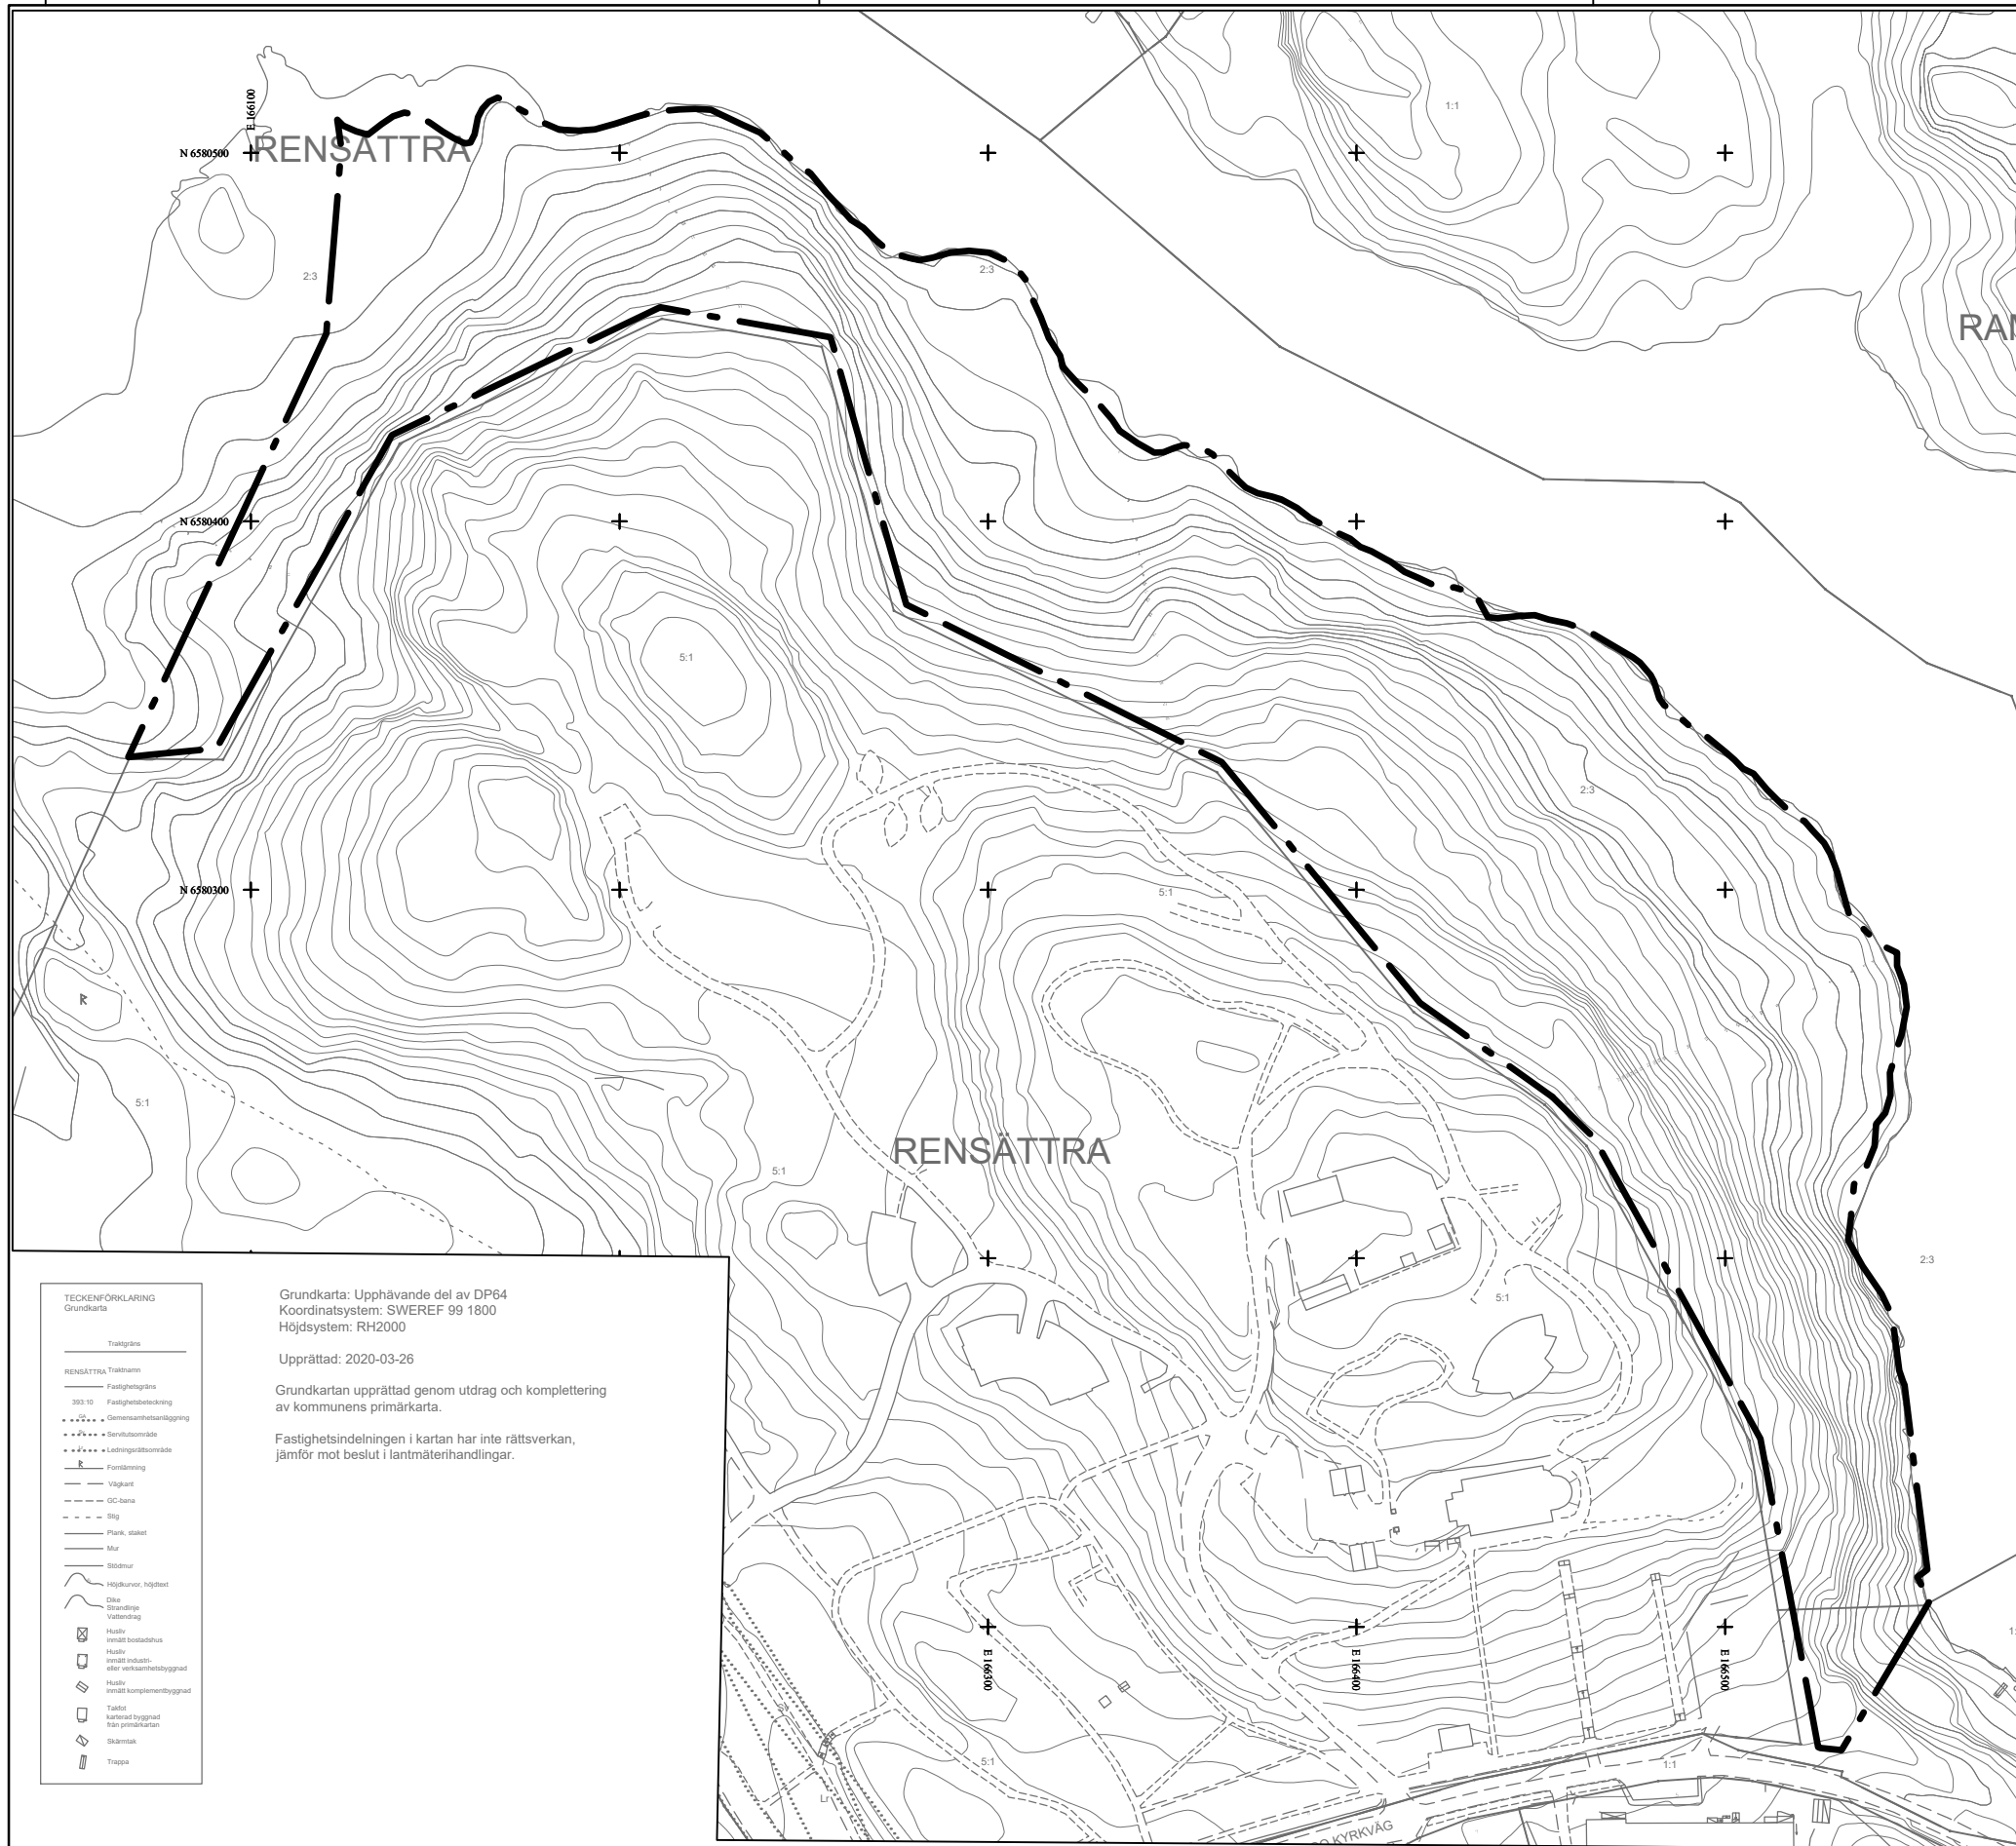 E 166100
RENSÄTTRA
N 6580500
1:1
2:3
2:3
N 6580400
5:1
2:3
N 6580300
5:1
R
5:1
RENSÄTTRA
5:1
2:3
5:1
TECKENFÖRKLARING
Grundkarta
Traktgräns
RENSÄTTRA Traktnamn
Fastighetsgräns
393:10 Fastighetsbeteckning
GA Gemensamhetsanläggning
Servitutsområde
Ledningsrättsområde
R Fornlämning
Vägkant
GC-bana
Stig
Plank, staket
Mur
Stödmur
Höjdkurvor, höjdtext
Dike
Strandlinje
Vattendrag
Husliv
inmätt bostadshus
Husliv
inmätt industri-
eller verksamhetsbyggnad
Husliv
inmätt komplementbyggnad
Takfot
karterad byggnad
från primärkartan
Skärmtak
Trappa
Grundkarta: Upphävande del av DP64
Koordinatsystem: SWEREF 99 1800
Höjdsystem: RH2000
Upprättad: 2020-03-26
Grundkartan upprättad genom utdrag och komplettering
av kommunens primärkarta.
Fastighetsindelningen i kartan har inte rättsverkan,
jämför mot beslut i lantmäterihandlingar.
E 166300
E 166400
E 166500
5:1
1:1
Lr
KYRKVÄG